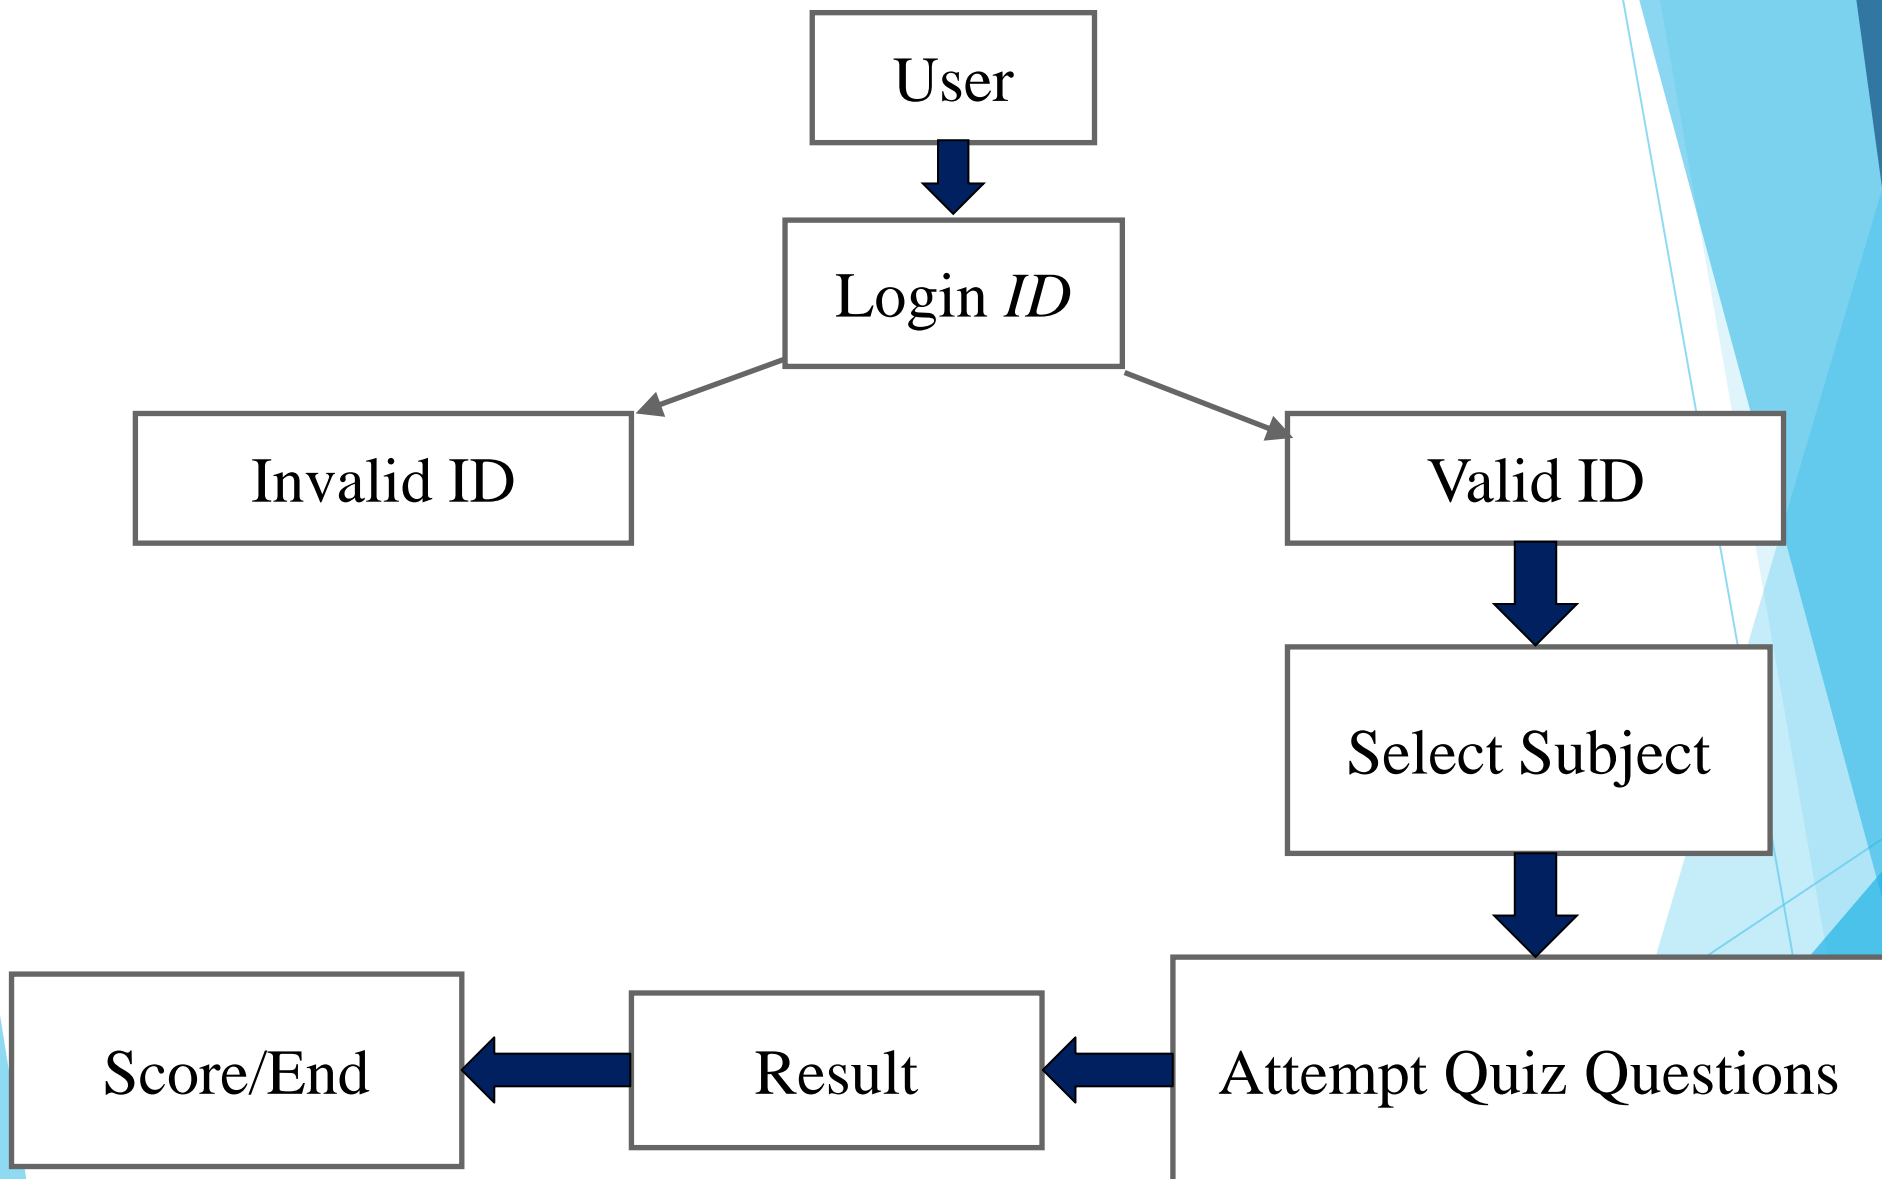 User
Login ID
Invalid ID
Valid ID
Select Subject
Attempt Quiz Questions
Result
Score/End